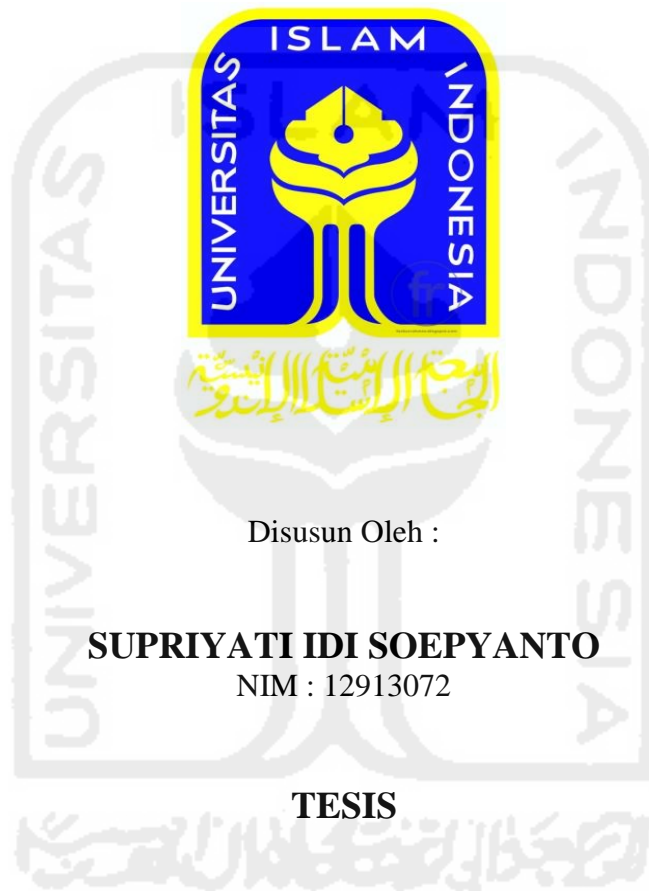 UNIVERSITAS ISLAM INDONESIA
الجامعة الإسلامية الإندونيسية
Disusun Oleh :
SUPRIYATI IDI SOEPYANTO
NIM : 12913072
TESIS